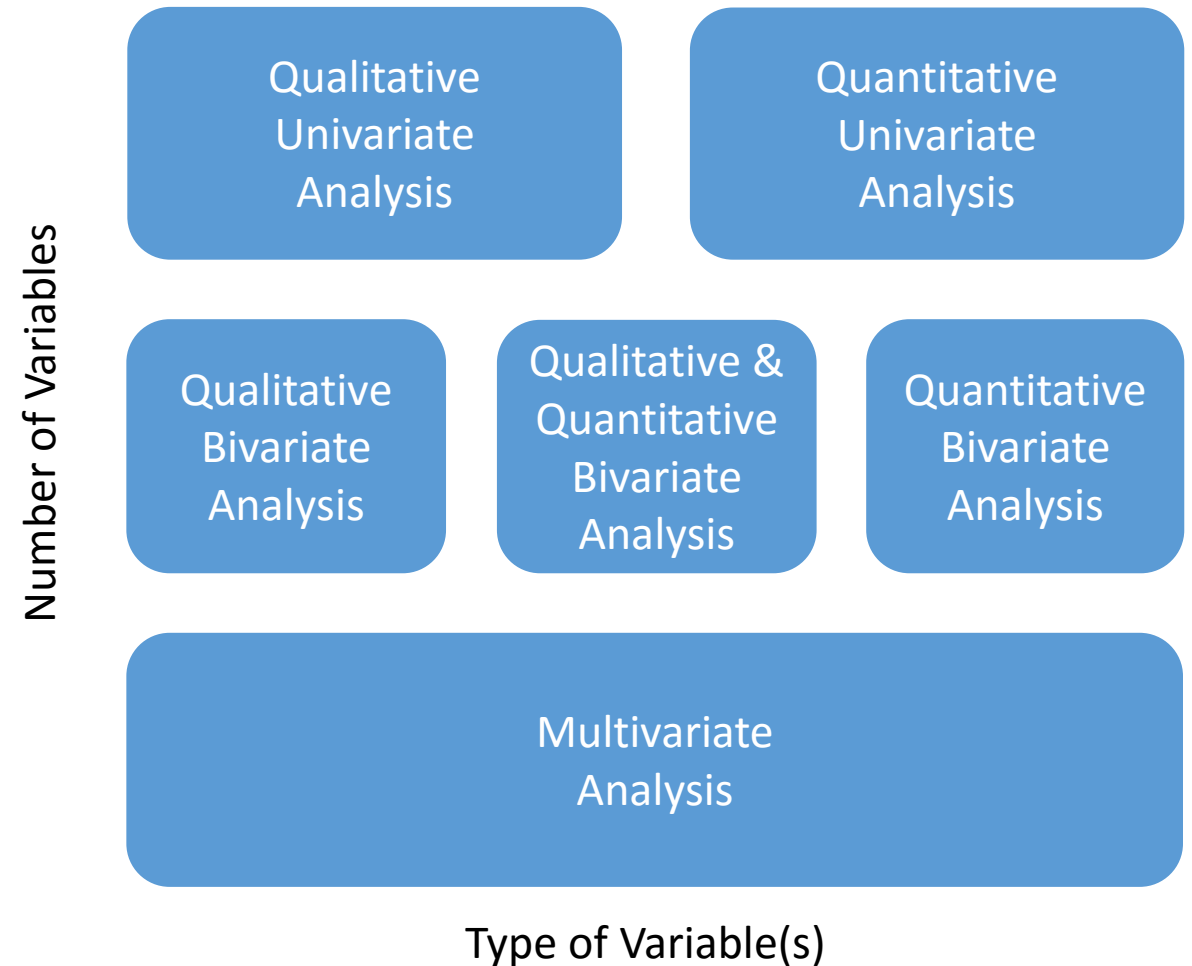 Qualitative
Univariate
Analysis
Quantitative
Univariate
Analysis
Number of Variables
Qualitative
Bivariate
Analysis
Qualitative &
Quantitative
Bivariate
Analysis
Quantitative
Bivariate
Analysis
Multivariate
Analysis
Type of Variable(s)